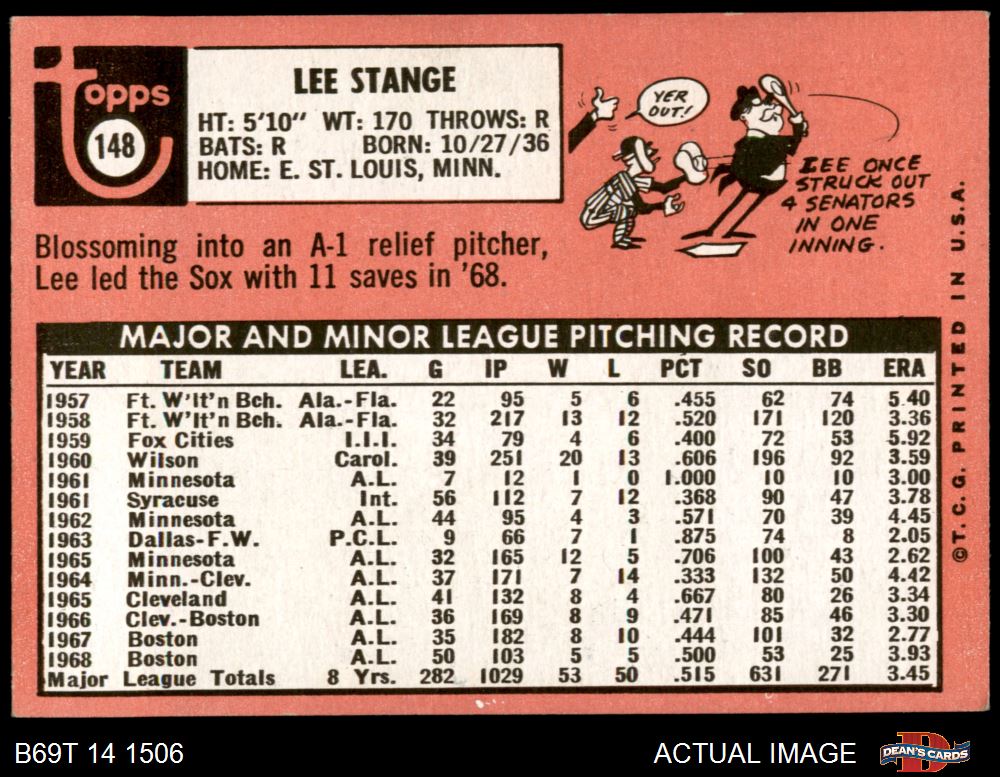 topps
148
LEE STANGE
HT: 5'10" WT: 170 THROWS: R
BATS: R BORN: 10/27/36
HOME: E. ST. LOUIS, MINN.
YER
OUT!
LEE ONCE
STRUCK OUT
4 SENATORS
IN ONE
INNING.
Blossoming into an A-1 relief pitcher,
Lee led the Sox with 11 saves in '68.
MAJOR AND MINOR LEAGUE PITCHING RECORD
YEAR TEAM LEA. G IP W L PCT SO BB ERA
1957 Ft. W'lt'n Bch. Ala.-Fla. 22 95 5 6 .455 62 74 5.40
1958 Ft. W'lt'n Bch. Ala.-Fla. 32 217 13 12 .520 171 120 3.36
1959 Fox Cities I.I.I. 34 79 4 6 .400 72 53 5.92
1960 Wilson Carol. 39 251 20 13 .606 196 92 3.59
1961 Minnesota A.L. 7 12 1 0 1.000 10 10 3.00
1961 Syracuse Int. 56 112 7 12 .368 90 47 3.78
1962 Minnesota A.L. 44 95 4 3 .571 70 39 4.45
1963 Dallas-F.W. P.C.L. 9 66 7 1 .875 74 8 2.05
1965 Minnesota A.L. 32 165 12 5 .706 100 43 2.62
1964 Minn.-Clev. A.L. 37 171 7 14 .333 132 50 4.42
1965 Cleveland A.L. 41 132 8 4 .667 80 26 3.34
1966 Clev.-Boston A.L. 36 169 8 9 .471 85 46 3.30
1967 Boston A.L. 35 182 8 10 .444 101 32 2.77
1968 Boston A.L. 50 103 5 5 .500 53 25 3.93
Major League Totals 8 Yrs. 282 1029 53 50 .515 631 271 3.45
©T.C.G. PRINTED IN U.S.A.
B69T 14 1506
ACTUAL IMAGE
D
DEAN'S CARDS